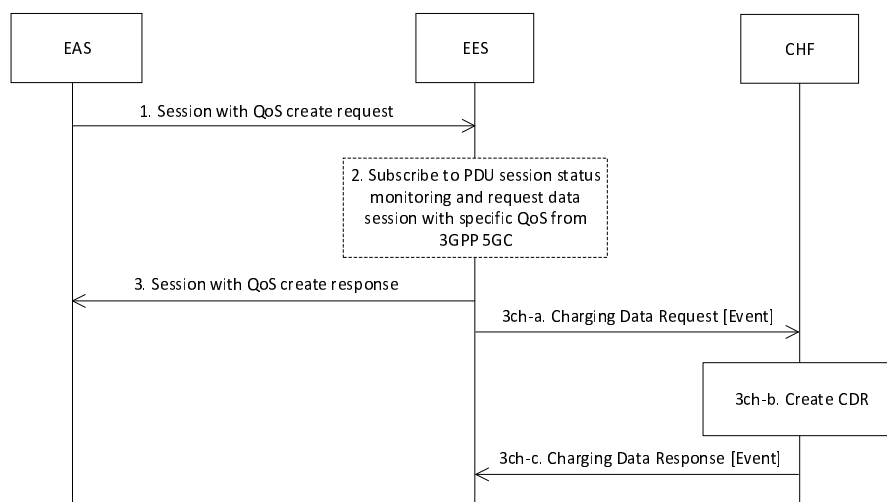 EAS
EES
CHF
1. Session with QoS create request
2. Subscribe to PDU session status
monitoring and request data
session with specific QoS from
3GPP 5GC
3. Session with QoS create response
3ch-a. Charging Data Request [Event]
3ch-b. Create CDR
3ch-c. Charging Data Response [Event]